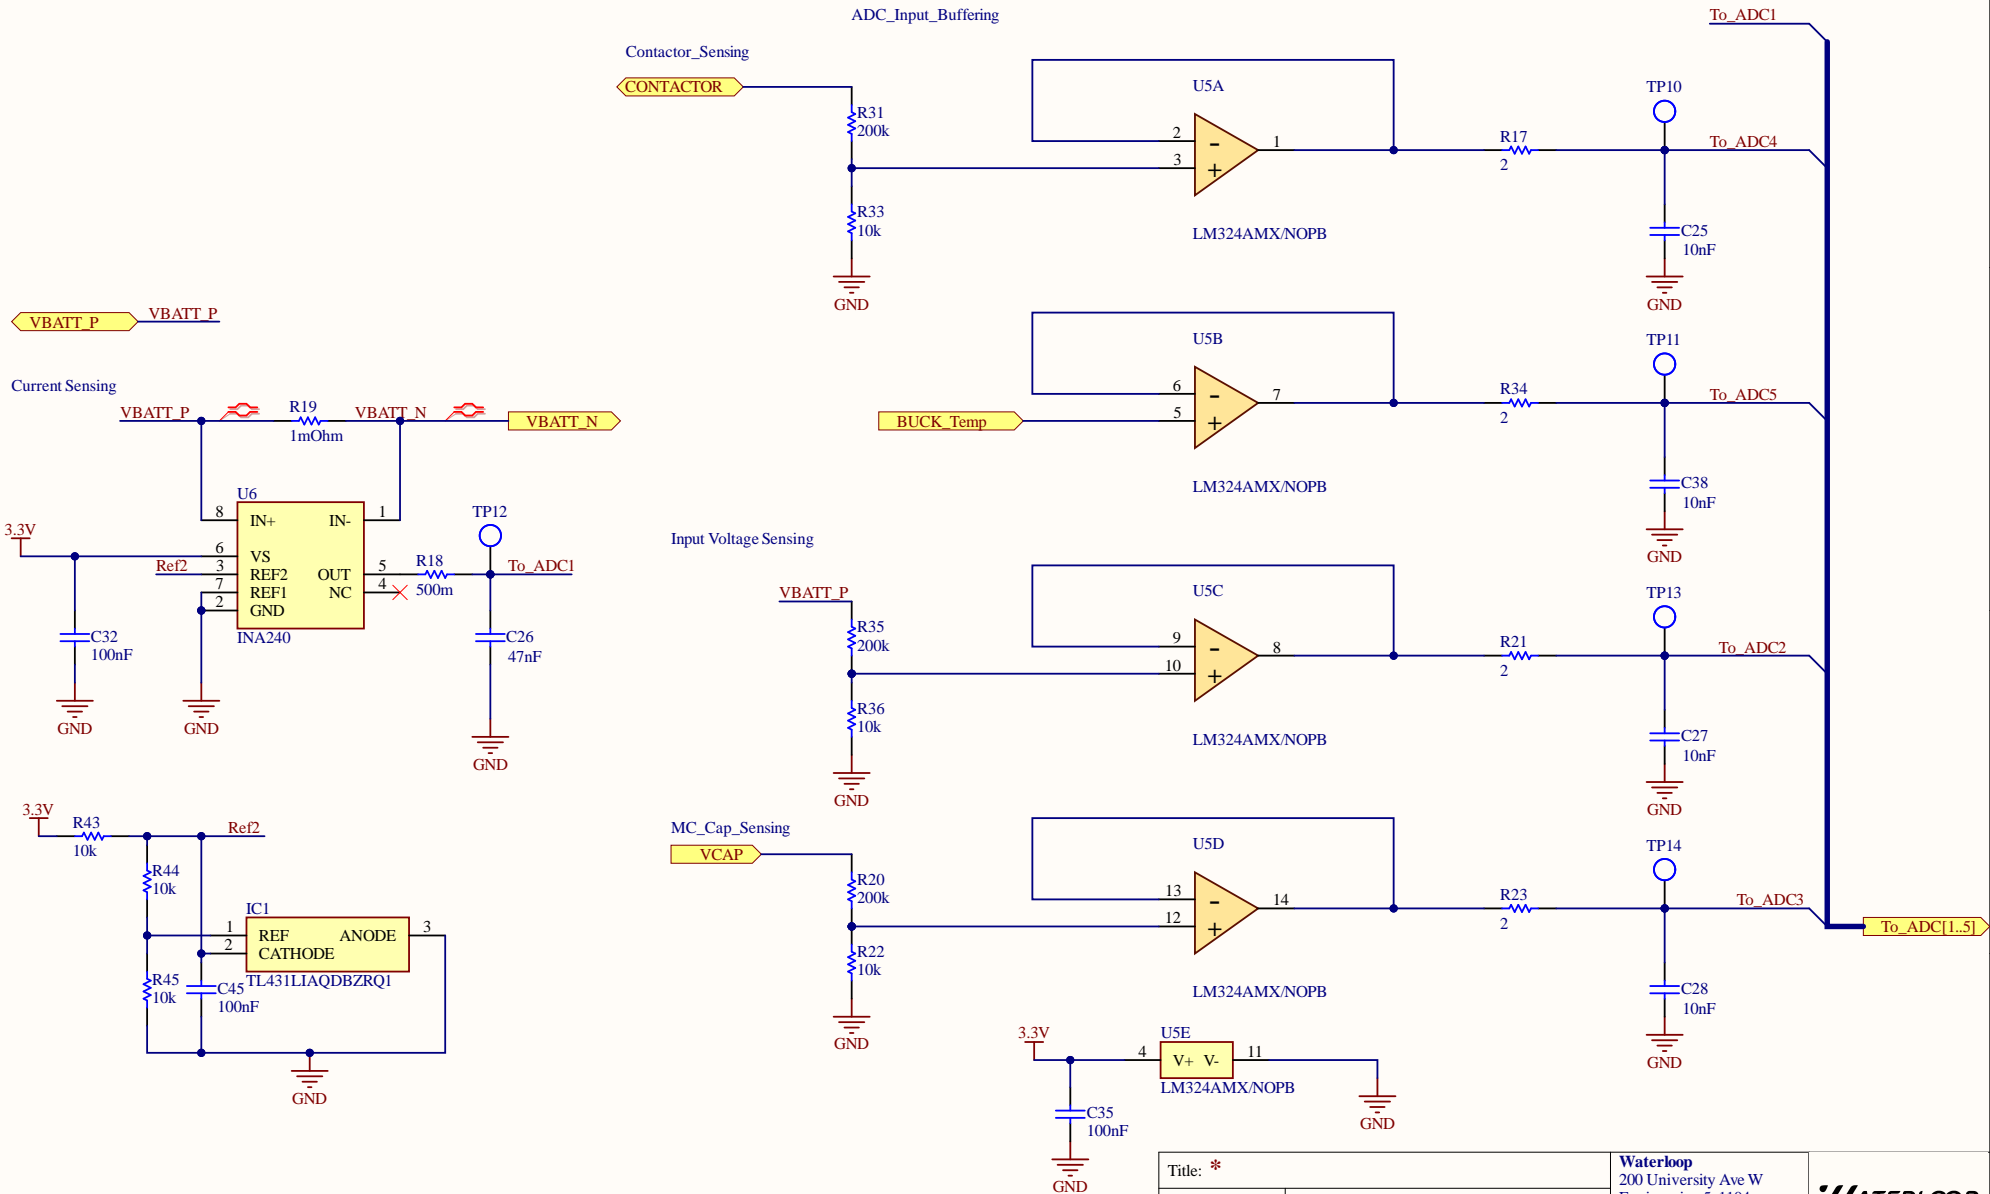 ADC_Input_Buffering
To_ADC1
Contactor_Sensing
CONTACTOR
R31
200k
R33
10k
GND
U5A
2
3
1
-
+
LM324AMX/NOPB
R17
2
TP10
To_ADC4
C25
10nF
GND
VBATT_P
VBATT_P
Current Sensing
VBATT_P
R19
1mOhm
VBATT_N
VBATT_N
U6
8
IN+
IN-
1
3.3V
6
VS
Ref2
3
REF2
OUT
5
7
REF1
NC
4
2
GND
INA240
R18
500m
TP12
To_ADC1
C32
100nF
GND
GND
C26
47nF
GND
BUCK_Temp
U5B
6
5
7
-
+
LM324AMX/NOPB
R34
2
TP11
To_ADC5
C38
10nF
GND
Input Voltage Sensing
VBATT_P
R35
200k
R36
10k
GND
U5C
9
10
8
-
+
LM324AMX/NOPB
R21
2
TP13
To_ADC2
C27
10nF
GND
3.3V
R43
10k
Ref2
R44
10k
IC1
1
REF
ANODE
3
2
CATHODE
TL431LIAQDBZRQ1
R45
10k
C45
100nF
GND
MC_Cap_Sensing
VCAP
R20
200k
R22
10k
GND
U5D
13
12
14
-
+
LM324AMX/NOPB
R23
2
TP14
To_ADC3
To_ADC[1..5]
C28
10nF
GND
3.3V
U5E
4
V+ V-
11
LM324AMX/NOPB
C35
100nF
GND
GND
Title: *
Waterloop
200 University Ave W